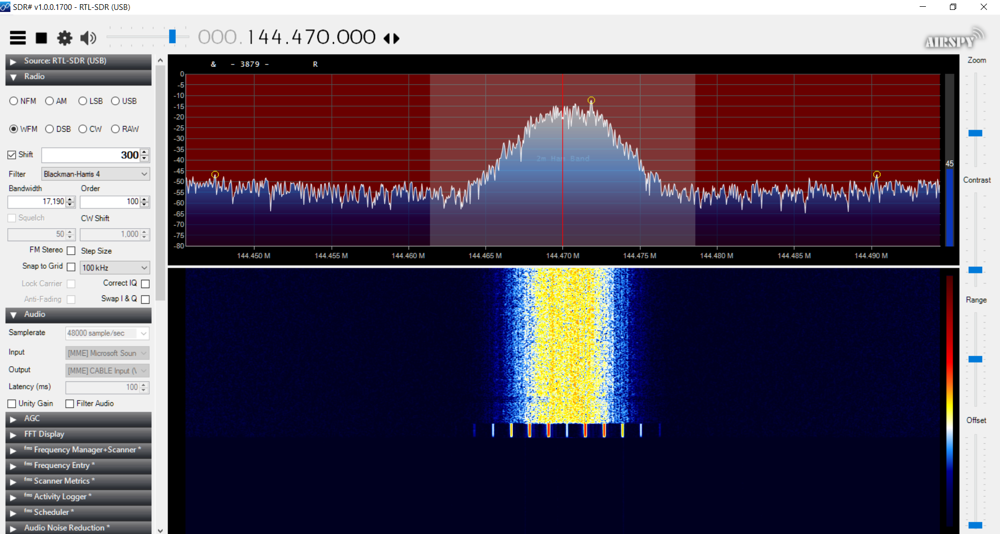 SDR# v1.0.0.1700 - RTL-SDR (USB)
000.144.470.000
AIRSPY
Source: RTL-SDR (USB)
Radio
NFM AM LSB USB
WFM DSB CW RAW
Shift 300
Filter Blackman-Harris 4
Bandwidth Order
17,190 100
Squelch CW Shift
50 1,000
FM Stereo Step Size
Snap to Grid 100 kHz
Lock Carrier Correct IQ
Anti-Fading Swap I & Q
Audio
Samplerate 48000 sample/sec
Input [MME] Microsoft Soun
Output [MME] CABLE Input (\
Latency (ms) 100
Unity Gain Filter Audio
AGC
FFT Display
fms Frequency Manager+Scanner *
fms Frequency Entry *
fms Scanner Metrics *
fms Activity Logger *
fms Scheduler *
Audio Noise Reduction *
& - 3879 - R
0
-5
-10
-15
-20
-25
-30
-35
-40
-45
-50
-55
-60
-65
-70
-75
-80
2m Ham Band
144.450 M 144.455 M 144.460 M 144.465 M 144.470 M 144.475 M 144.480 M 144.485 M 144.490 M
45
Zoom
Contrast
Range
Offset